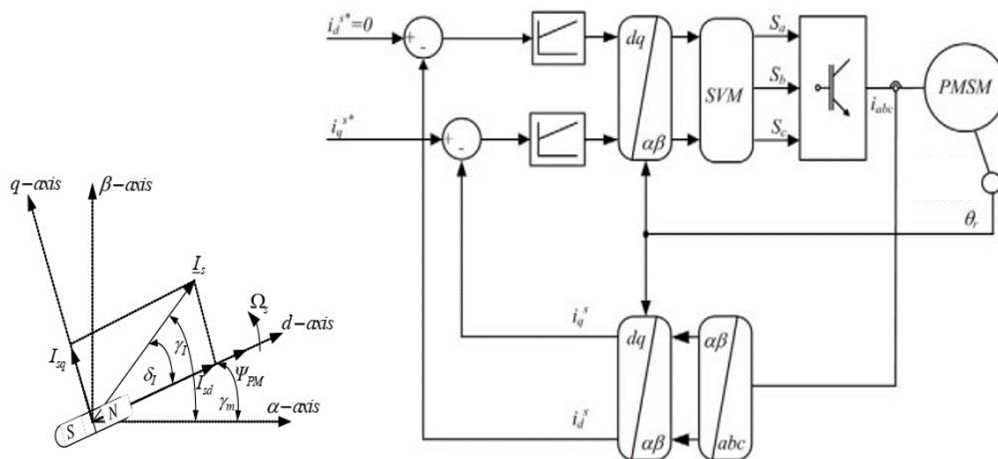 i_d^s*=0
+
-
dq
αβ
SVM
S_a
S_b
S_c
i_abc
PMSM
i_q^s*
+
-
θ_r
q-axis
β-axis
I_s
Ω_s
d-axis
I_sq
γ_I
δ_I
I_sd
Ψ_PM
γ_m
S
N
α-axis
i_q^s
dq
αβ
i_d^s
αβ
abc